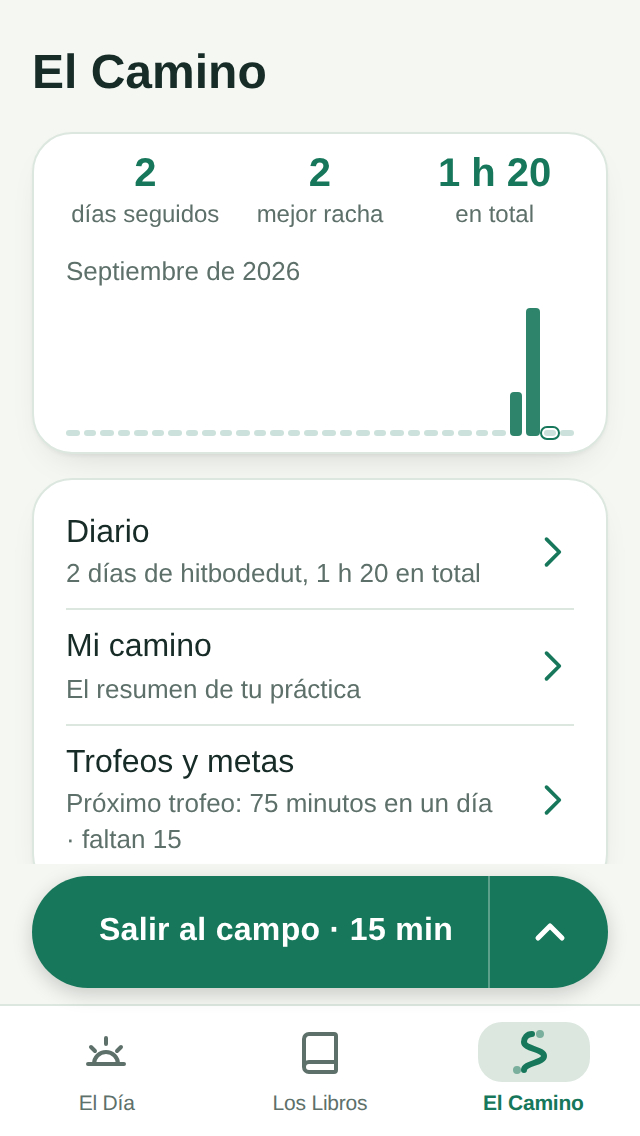 El Camino
2
2
1 h 20
días seguidos
mejor racha
en total
Septiembre de 2026
Diario
2 días de hitbodedut, 1 h 20 en total
Mi camino
El resumen de tu práctica
Trofeos y metas
Próximo trofeo: 75 minutos en un día
· faltan 15
Salir al campo · 15 min
El Día
Los Libros
El Camino